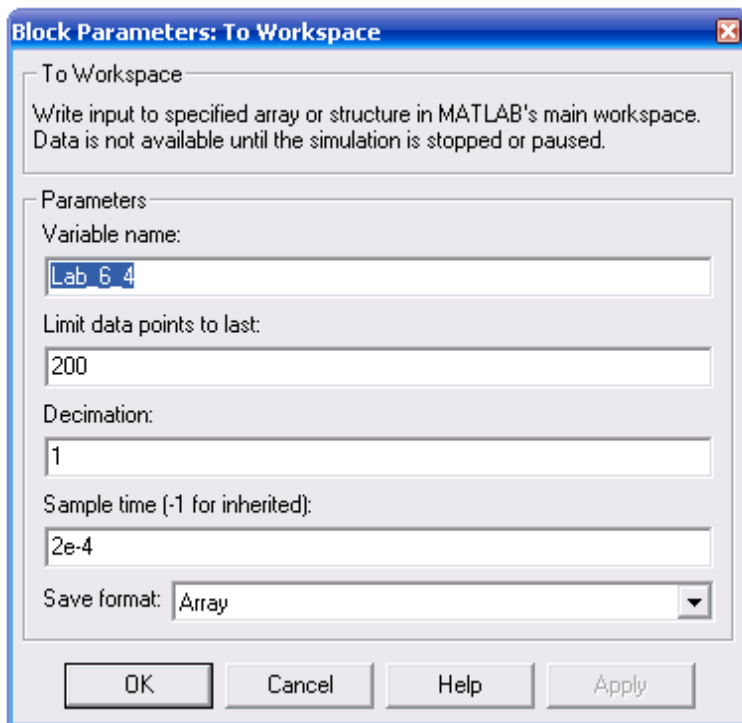 Block Parameters: To Workspace
To Workspace
Write input to specified array or structure in MATLAB's main workspace.
Data is not available until the simulation is stopped or paused.
Parameters
Variable name:
Lab_6_4
Limit data points to last:
200
Decimation:
1
Sample time (-1 for inherited):
2e-4
Save format: Array
OK Cancel Help Apply